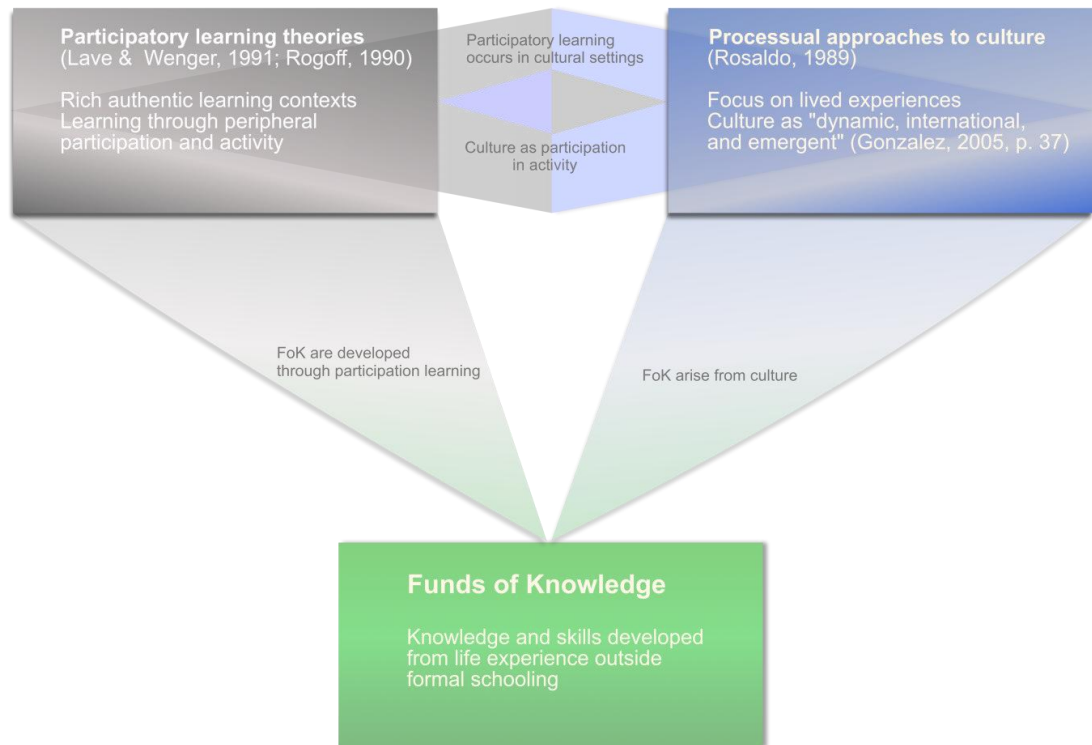 Participatory learning theories
(Lave & Wenger, 1991; Rogoff, 1990)
Rich authentic learning contexts
Learning through peripheral
participation and activity
Participatory learning
occurs in cultural settings
Culture as participation
in activity
Processual approaches to culture
(Rosaldo, 1989)
Focus on lived experiences
Culture as "dynamic, international,
and emergent" (Gonzalez, 2005, p. 37)
FoK are developed
through participation learning
FoK arise from culture
Funds of Knowledge
Knowledge and skills developed
from life experience outside
formal schooling